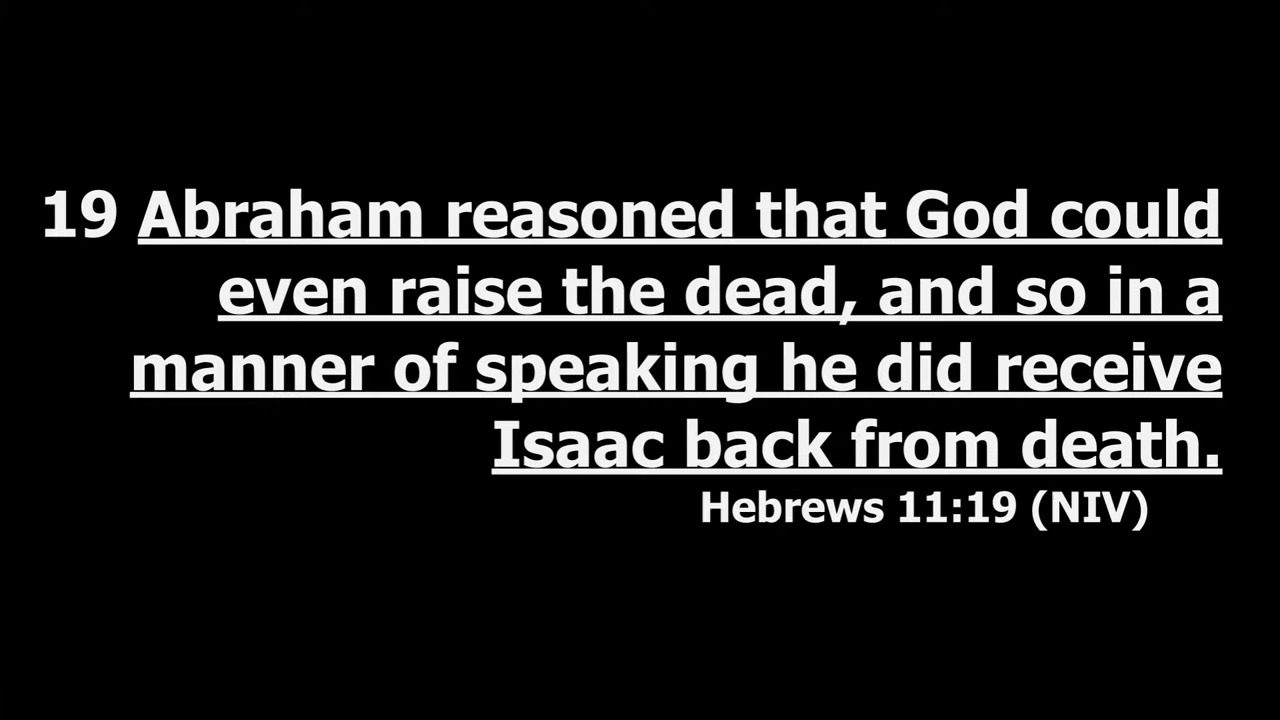 19 Abraham reasoned that God could
even raise the dead, and so in a
manner of speaking he did receive
Isaac back from death.
Hebrews 11:19 (NIV)